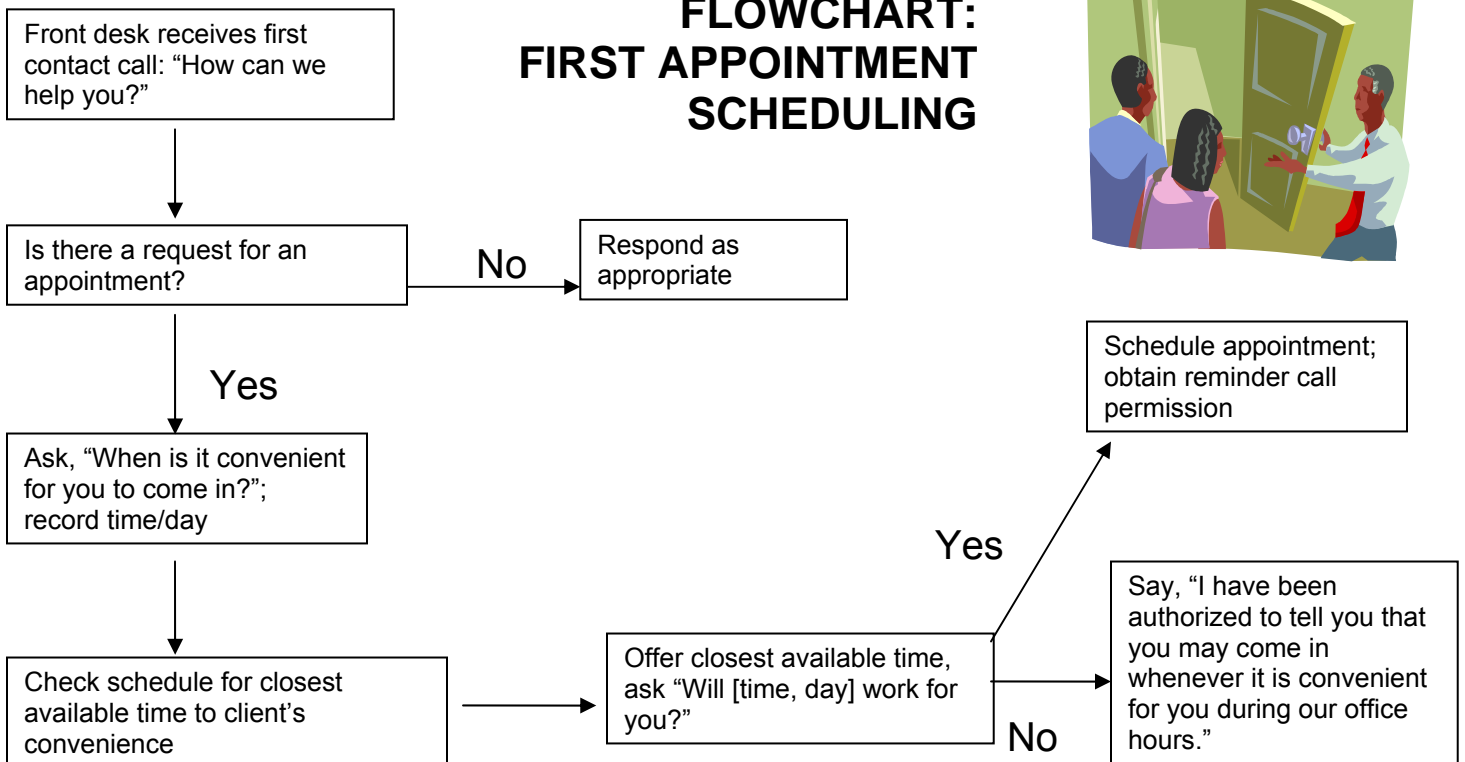 FLOWCHART:
FIRST APPOINTMENT
SCHEDULING
Front desk receives first
contact call: “How can we
help you?”
Is there a request for an
appointment?
No
Respond as
appropriate
Yes
Ask, “When is it convenient
for you to come in?”;
record time/day
Check schedule for closest
available time to client’s
convenience
Offer closest available time,
ask “Will [time, day] work for
you?”
Yes
Schedule appointment;
obtain reminder call
permission
No
Say, “I have been
authorized to tell you that
you may come in
whenever it is convenient
for you during our office
hours.”